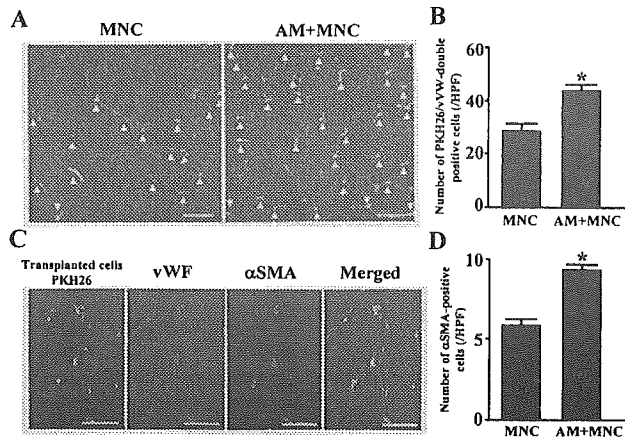 A
MNC
AM+MNC
B
Number of PKH26/vVW-double
positive cells (/HPF)
60
40
20
0
*
MNC
AM+MNC
C
Transplanted cells
PKH26
vWF
αSMA
Merged
D
Number of αSMA-positive
cells (/HPF)
10
5
0
*
MNC
AM+MNC